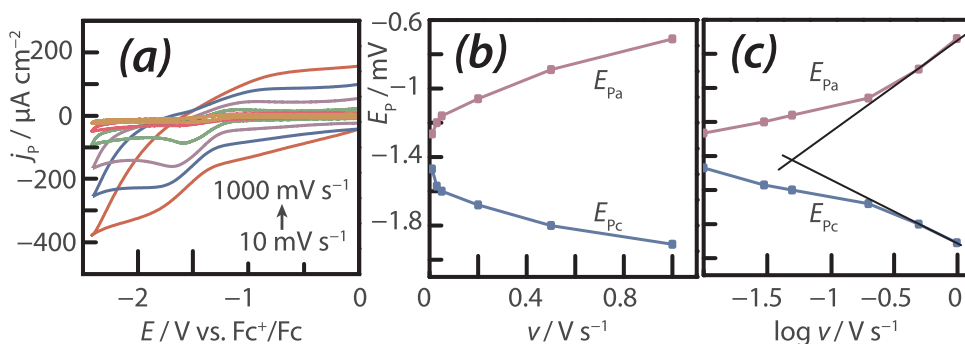 (a)
200
0
−200
−400
j_P / µA cm⁻²
1000 mV s⁻¹
10 mV s⁻¹
−2
−1
0
E / V vs. Fc⁺/Fc
(b)
−0.6
−1
−1.4
−1.8
E_P / mV
E_Pa
E_Pc
0
0.4
0.8
v / V s⁻¹
(c)
E_Pa
E_Pc
−1.5
−1
−0.5
0
log v / V s⁻¹